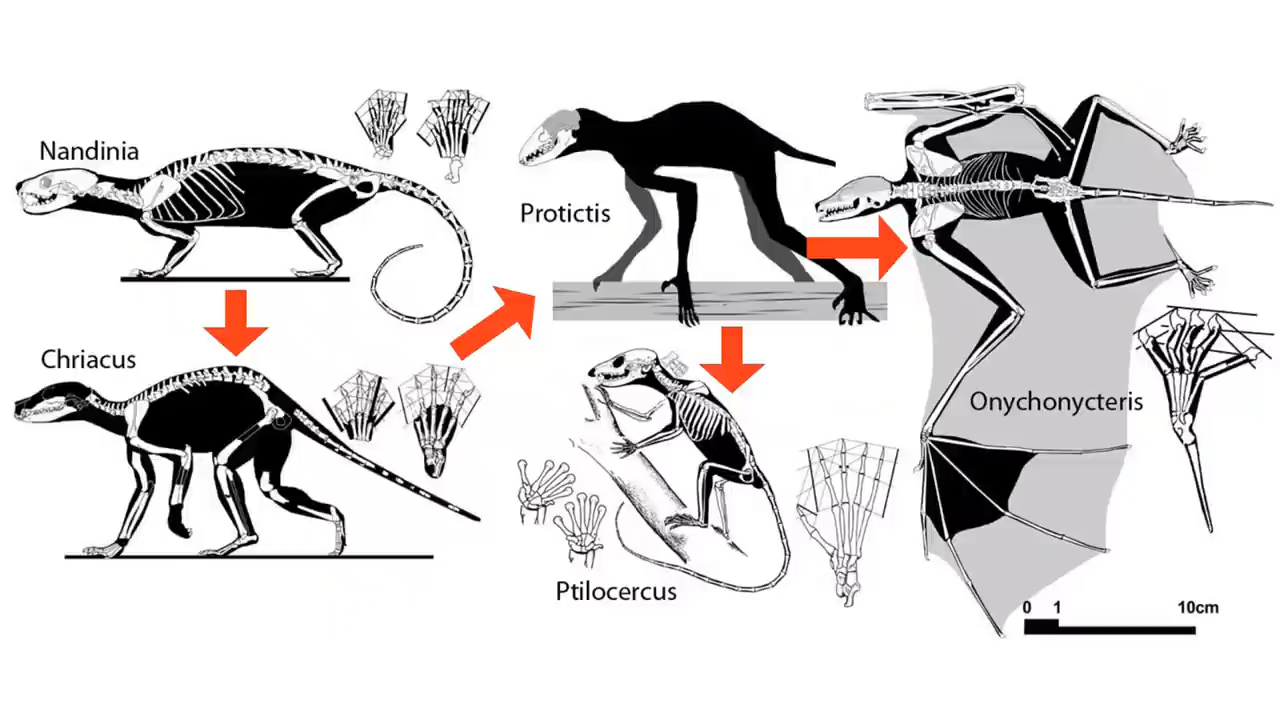 Nandinia
Protictis
Chriacus
Onychonycteris
Ptilocercus
0 1 10cm